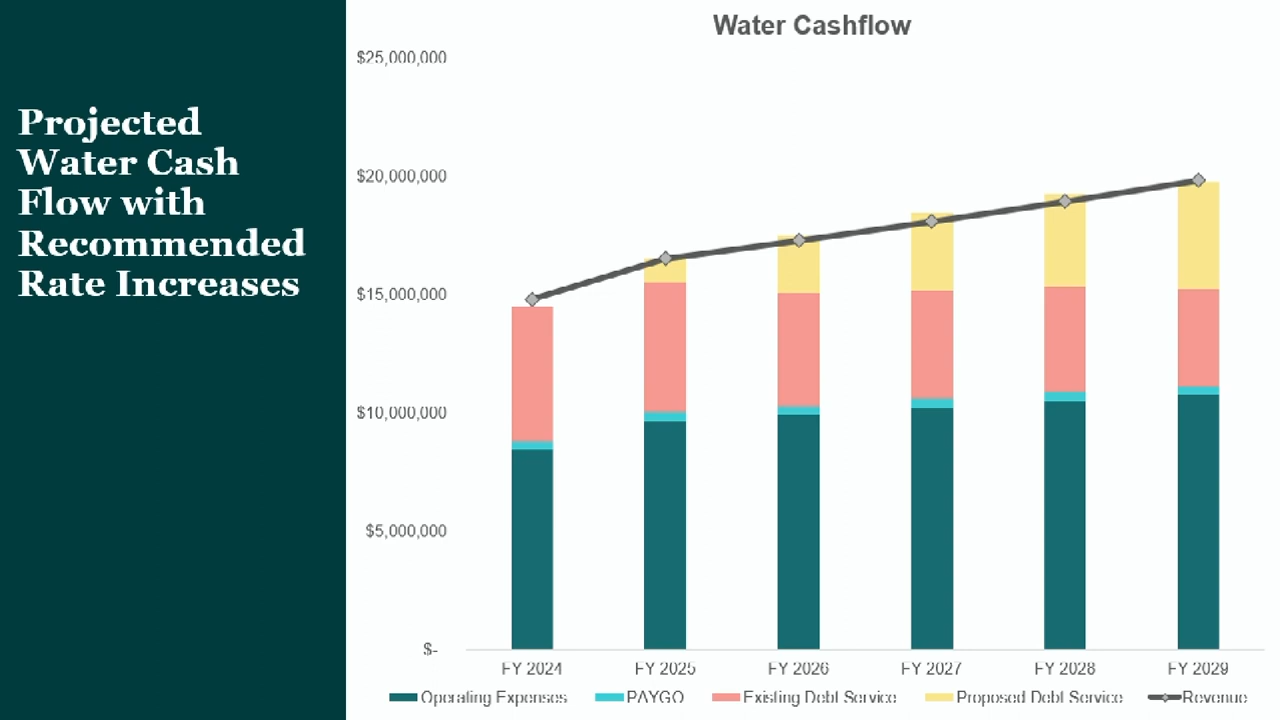 Projected
Water Cash
Flow with
Recommended
Rate Increases
Water Cashflow
$25,000,000
$20,000,000
$15,000,000
$10,000,000
$5,000,000
$-
FY 2024 FY 2025 FY 2026 FY 2027 FY 2028 FY 2029
Operating Expenses PAYGO Existing Debt Service Proposed Debt Service Revenue